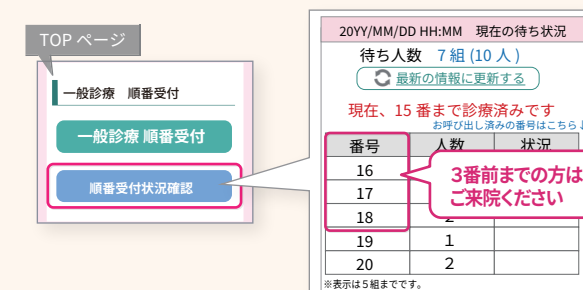 TOP ページ
一般診療 順番受付
一般診療 順番受付
順番受付状況確認
20YY/MM/DD HH:MM 現在の待ち状況
待ち人数 7 組 (10 人 )
最新の情報に更新する
現在、15 番まで診療済みです
お呼び出し済みの番号はこちら↓
番号 人数 状況
16
17
18
3番前までの方は
ご来院ください
19 1
20 2
※表示は5組までです。